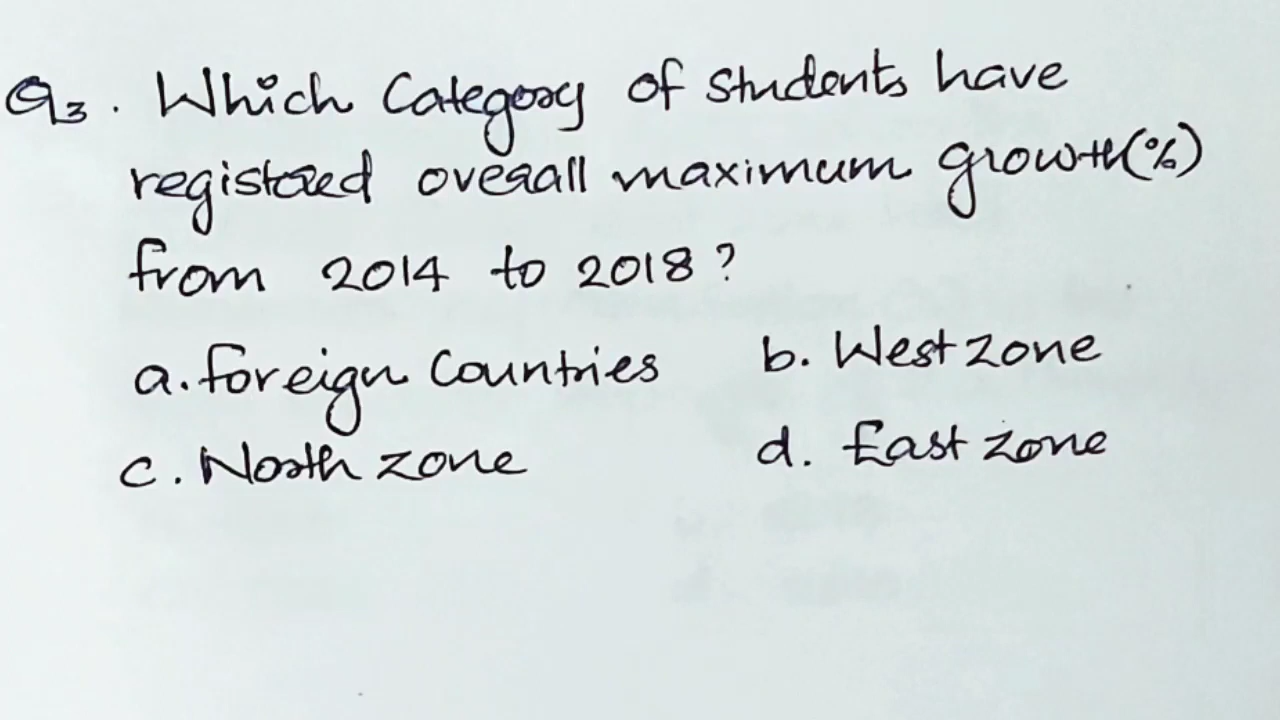 Q3. Which Category of students have
registered overall maximum growth(%)
from 2014 to 2018?
a. foreign Countries b. West zone
c. North zone d. East zone